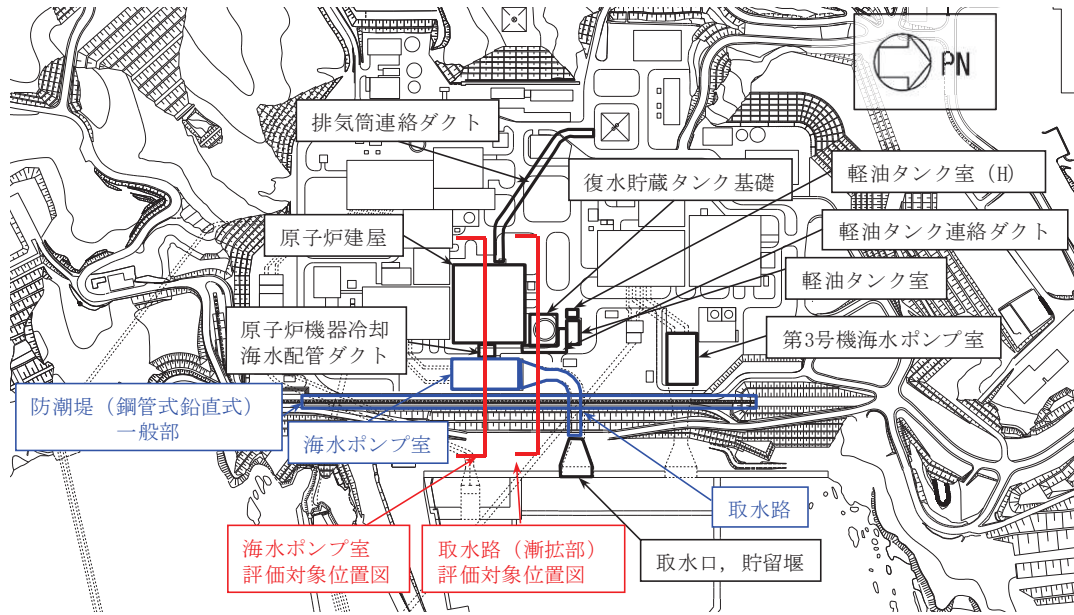 PN
排気筒連絡ダクト
復水貯蔵タンク基礎
軽油タンク室(H)
原子炉建屋
軽油タンク連絡ダクト
軽油タンク室
原子炉機器冷却
海水配管ダクト
第3号機海水ポンプ室
防潮堤(鋼管式鉛直式)
一般部
海水ポンプ室
取水路
海水ポンプ室
評価対象位置図
取水路(漸拡部)
評価対象位置図
取水口,貯留堰